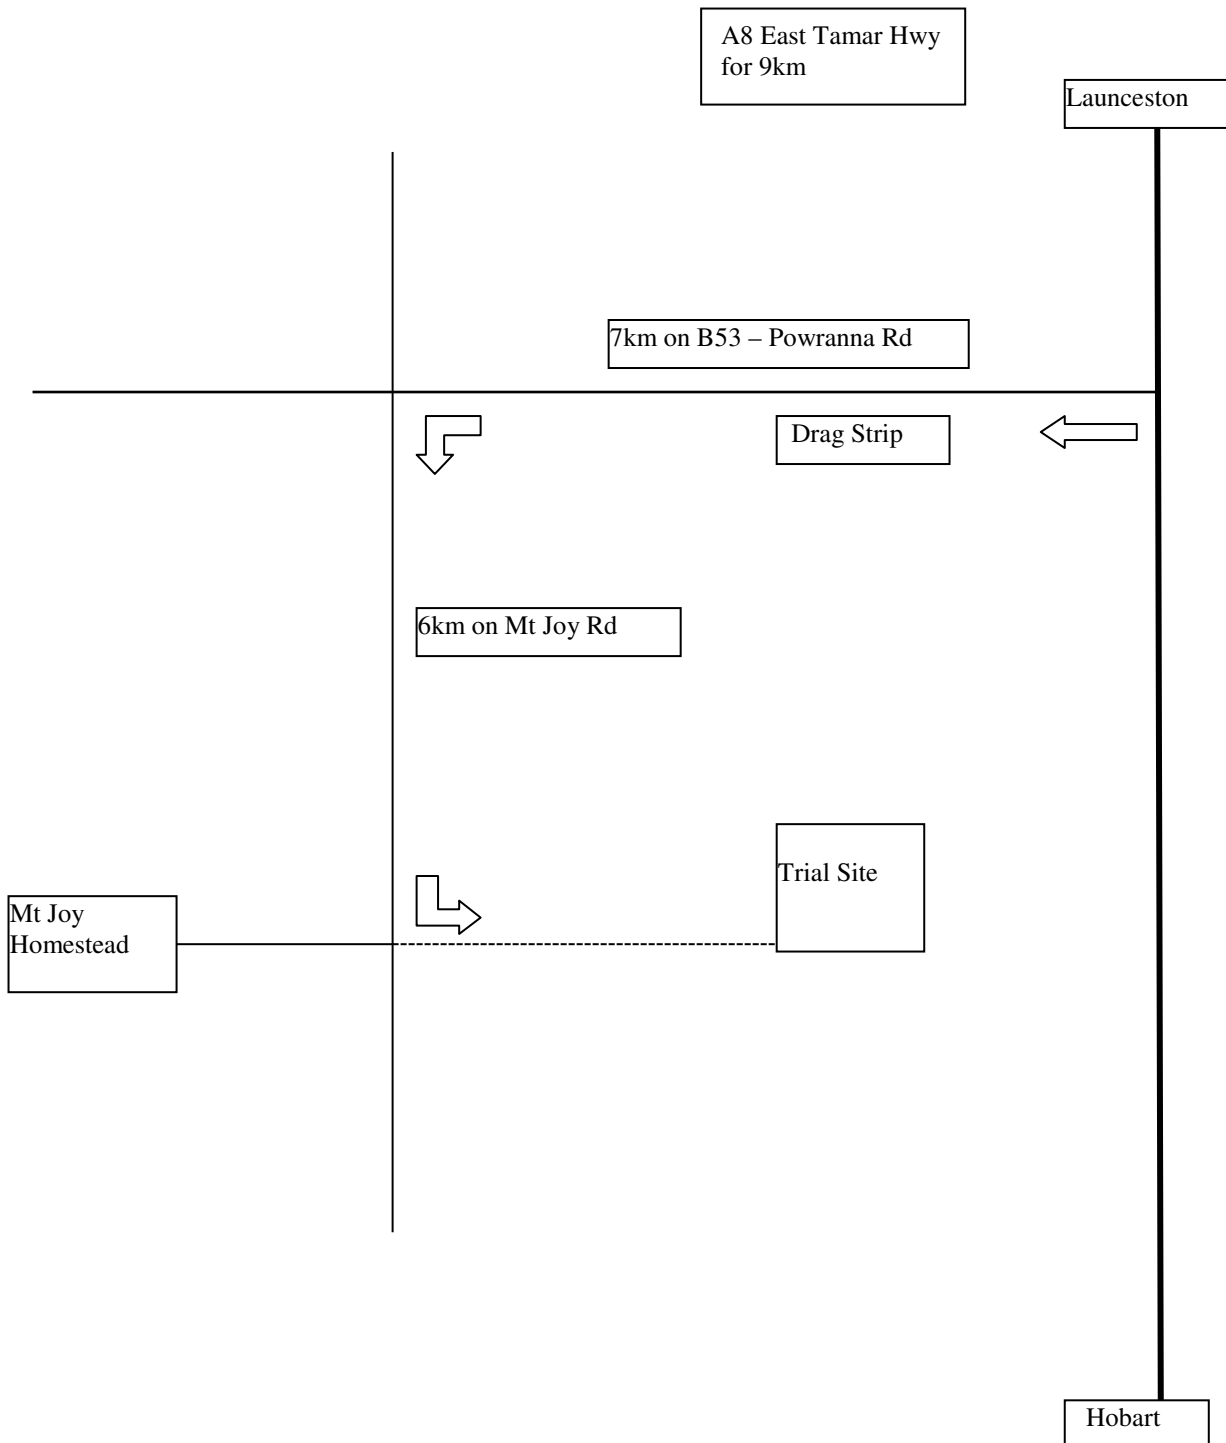 A8 East Tamar Hwy
for 9km
Launceston
7km on B53 – Powranna Rd
Drag Strip
6km on Mt Joy Rd
Trial Site
Mt Joy
Homestead
Hobart